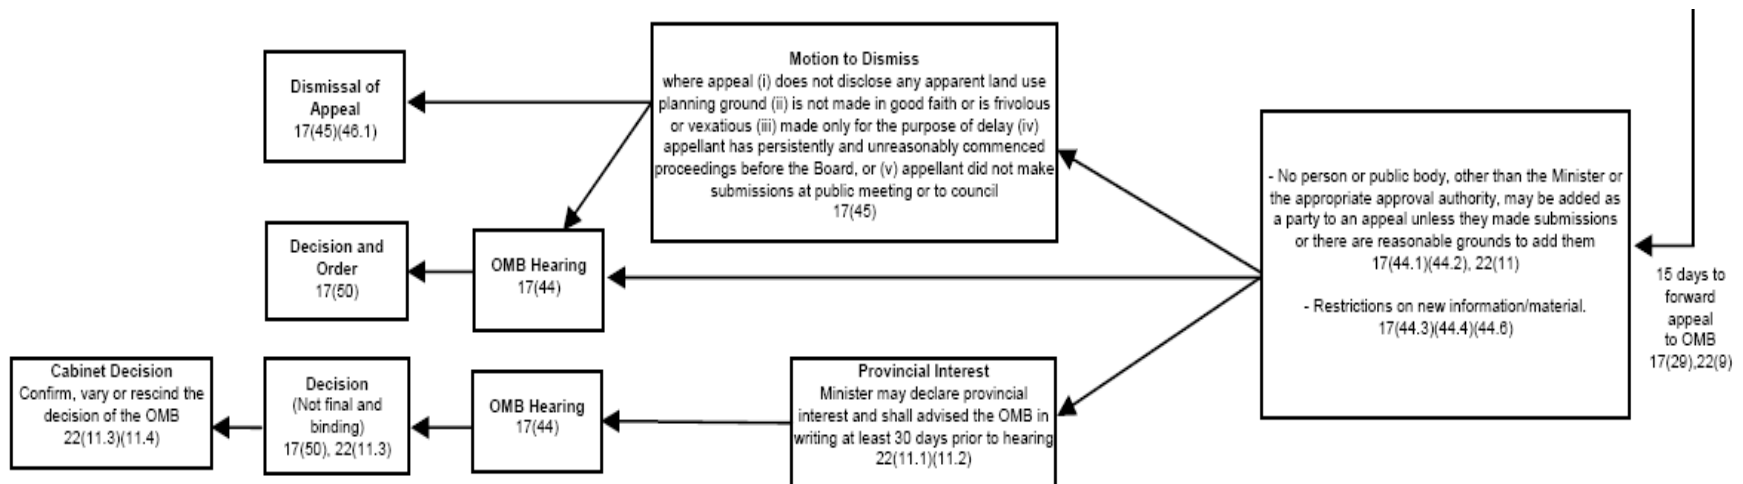 Dismissal of
Appeal
17(45)(46.1)
Motion to Dismiss
where appeal (i) does not disclose any apparent land use
planning ground (ii) is not made in good faith or is frivolous
or vexatious (iii) made only for the purpose of delay (iv)
appellant has persistently and unreasonably commenced
proceedings before the Board, or (v) appellant did not make
submissions at public meeting or to council
17(45)
- No person or public body, other than the Minister or
the appropriate approval authority, may be added as
a party to an appeal unless they made submissions
or there are reasonable grounds to add them
17(44.1)(44.2), 22(11)
- Restrictions on new information/material.
17(44.3)(44.4)(44.6)
15 days to
forward
appeal
to OMB
17(29),22(9)
Decision and
Order
17(50)
OMB Hearing
17(44)
Cabinet Decision
Confirm, vary or rescind the
decision of the OMB
22(11.3)(11.4)
Decision
(Not final and
binding)
17(50), 22(11.3)
OMB Hearing
17(44)
Provincial Interest
Minister may declare provincial
interest and shall advised the OMB in
writing at least 30 days prior to hearing
22(11.1)(11.2)